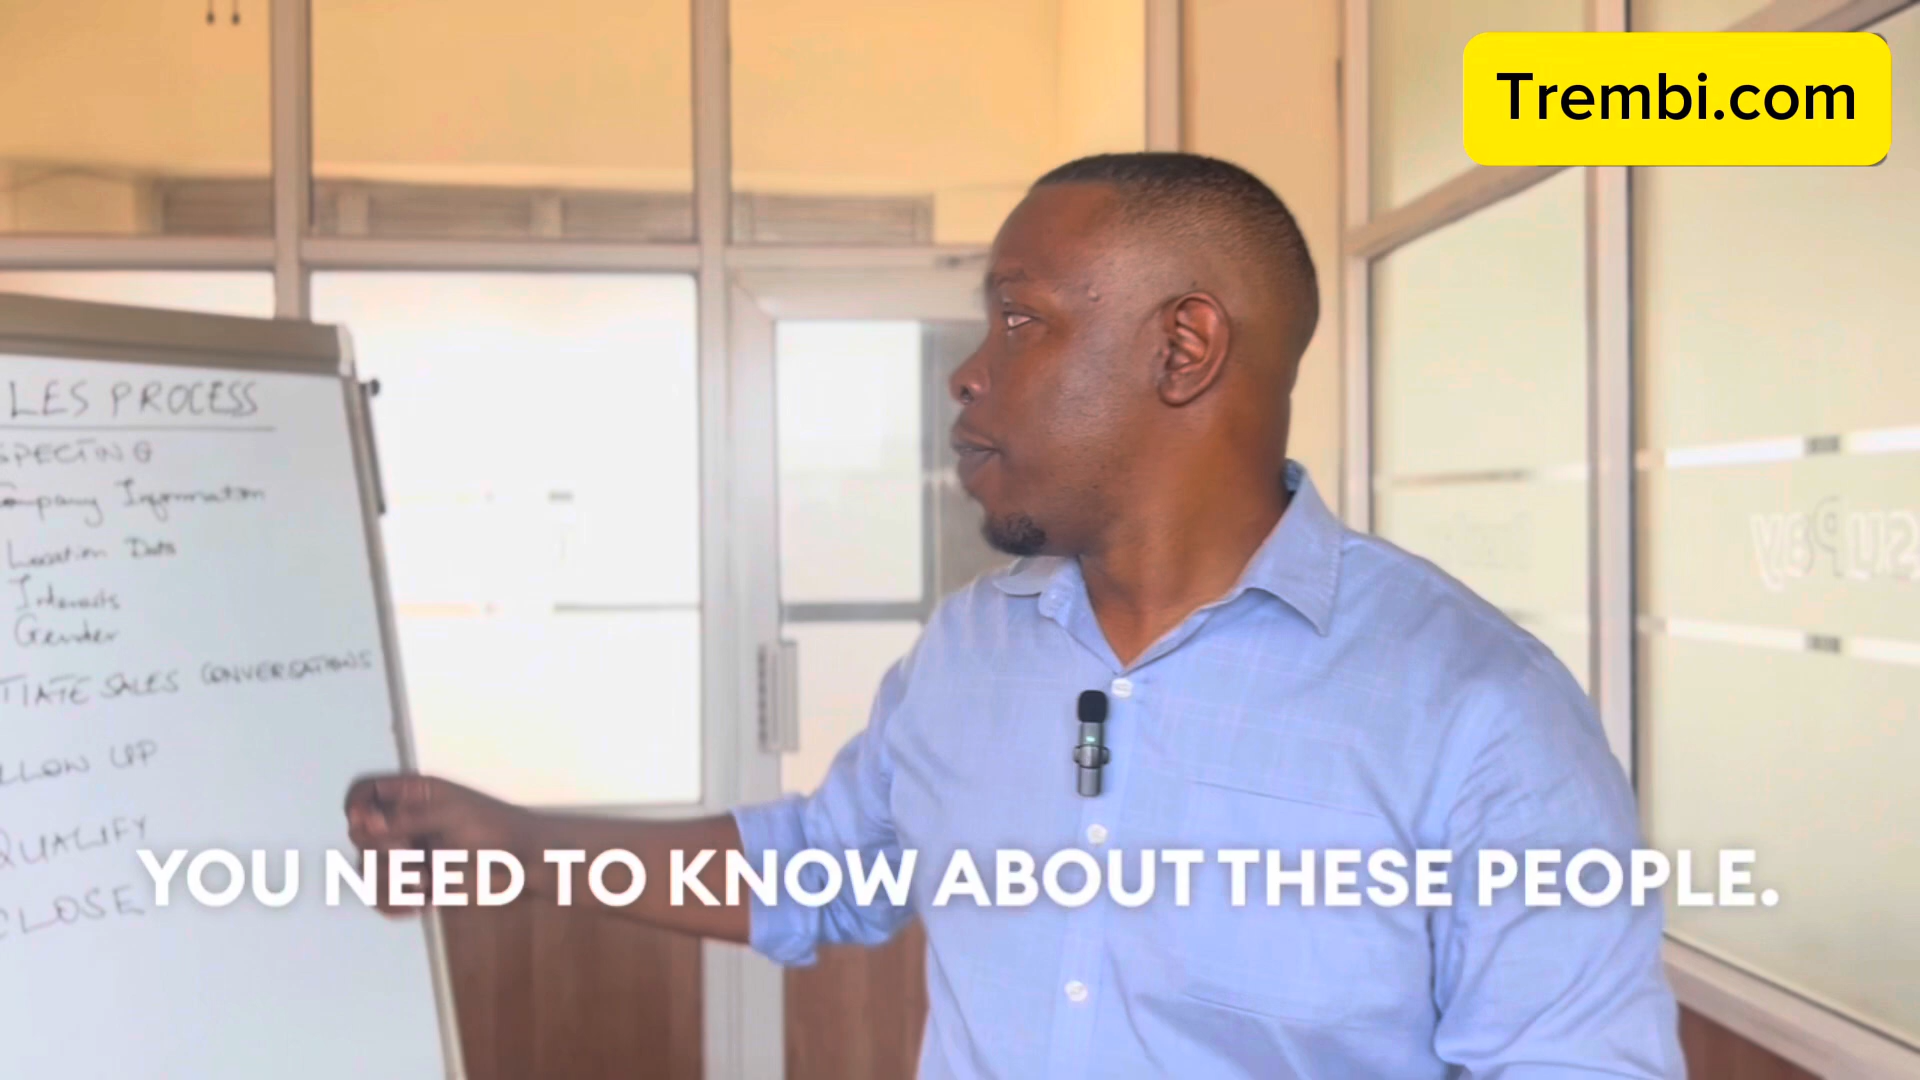 Trembi.com
LES PROCESS
SPECTING
Company Information
Location Data
Interests
Gender
TIATE SALES CONVERSATIONS
LLOW UP
QUALIFY
CLOSE
YOU NEED TO KNOW ABOUT THESE PEOPLE.